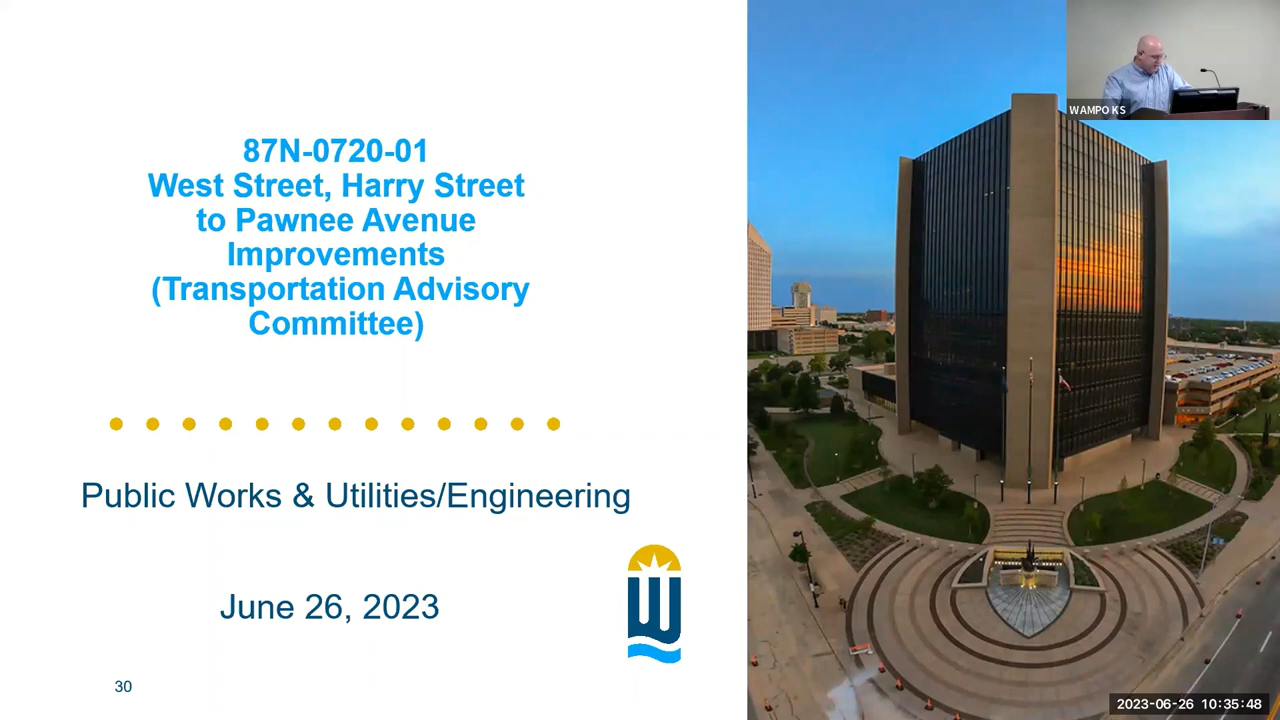 87N-0720-01
West Street, Harry Street
to Pawnee Avenue
Improvements
(Transportation Advisory
Committee)
Public Works & Utilities/Engineering
June 26, 2023
30
WAMPO KS
2023-06-26 10:35:48